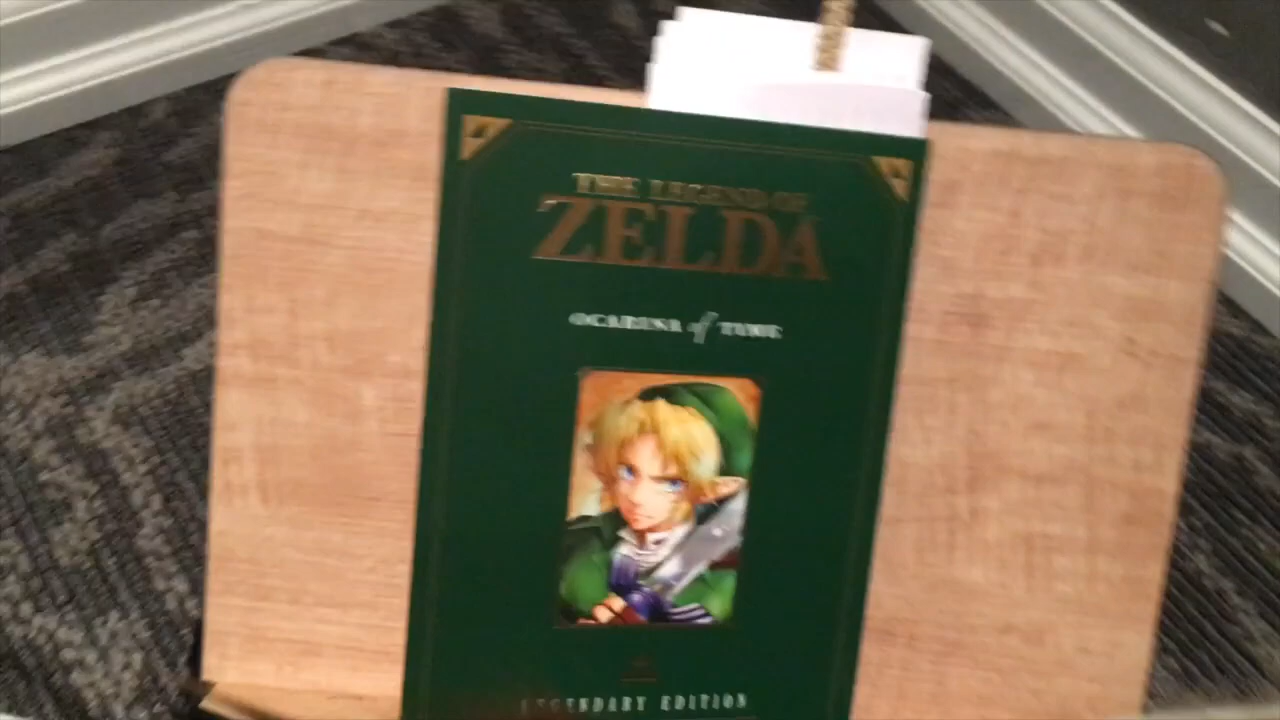 THE LEGEND OF
ZELDA
OCARINA of TIME
LEGENDARY EDITION